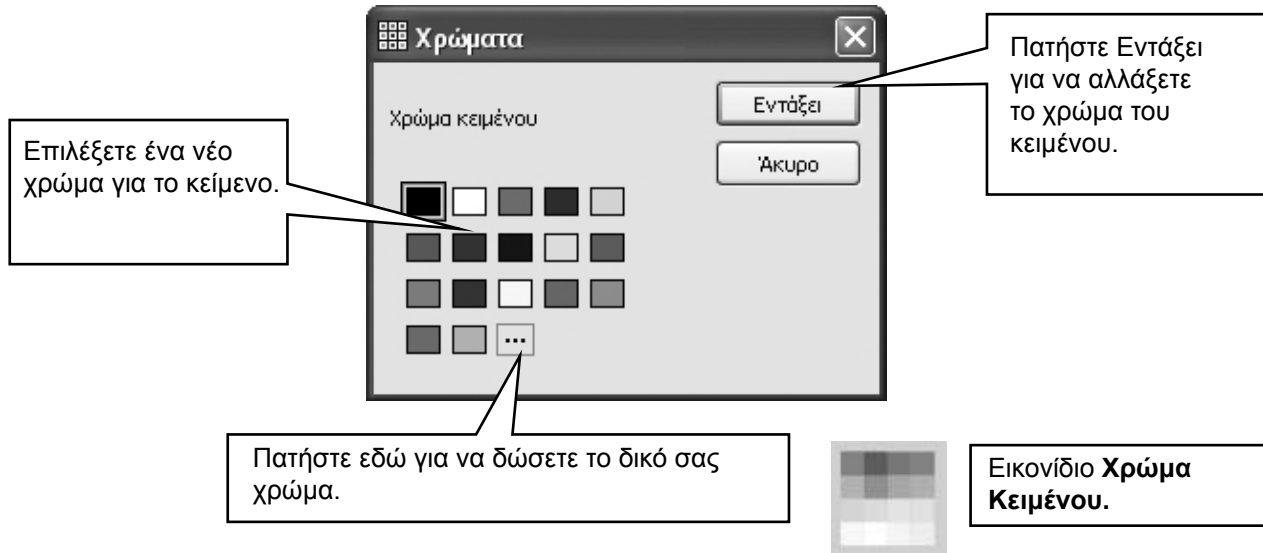 Χρώματα
Πατήστε Εντάξει
για να αλλάξετε
το χρώμα του
κειμένου.
Χρώμα κειμένου
Εντάξει
Άκυρο
Επιλέξετε ένα νέο
χρώμα για το κείμενο.
...
Πατήστε εδώ για να δώσετε το δικό σας
χρώμα.
Εικονίδιο Χρώμα
Κειμένου.